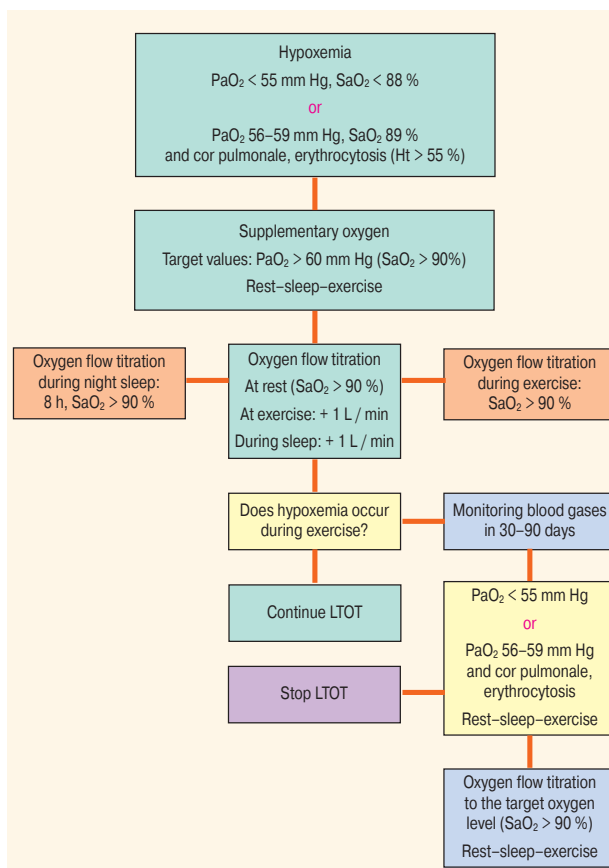 Hypoxemia
PaO₂ < 55 mm Hg, SaO₂ < 88 %
or
PaO₂ 56–59 mm Hg, SaO₂ 89 %
and cor pulmonale, erythrocytosis (Ht > 55 %)
Supplementary oxygen
Target values: PaO₂ > 60 mm Hg (SaO₂ > 90%)
Rest–sleep–exercise
Oxygen flow titration
during night sleep:
8 h, SaO₂ > 90 %
Oxygen flow titration
At rest (SaO₂ > 90 %)
At exercise: + 1 L / min
During sleep: + 1 L / min
Oxygen flow titration
during exercise:
SaO₂ > 90 %
Does hypoxemia occur
during exercise?
Monitoring blood gases
in 30–90 days
Continue LTOT
PaO₂ < 55 mm Hg
or
PaO₂ 56–59 mm Hg
and cor pulmonale,
erythrocytosis
Rest–sleep–exercise
Stop LTOT
Oxygen flow titration
to the target oxygen
level (SaO₂ > 90 %)
Rest–sleep–exercise